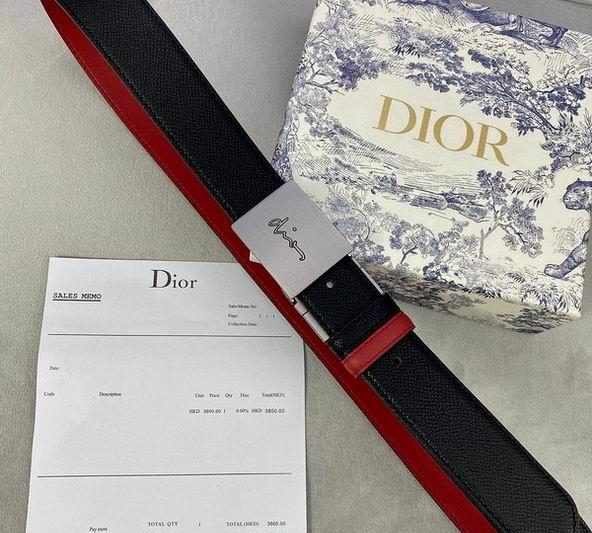 DIOR
dior
Dior
SALES MEMO
Sales/Memo No:
Page: 1 / 1
Collection Date:
Date:
Code Description Unit Price Qty Disc Total(HKD)
HKD 3800.00 1 0.00% HKD 3800.00
Payment TOTAL QTY 1 TOTAL (HKD) 3800.00